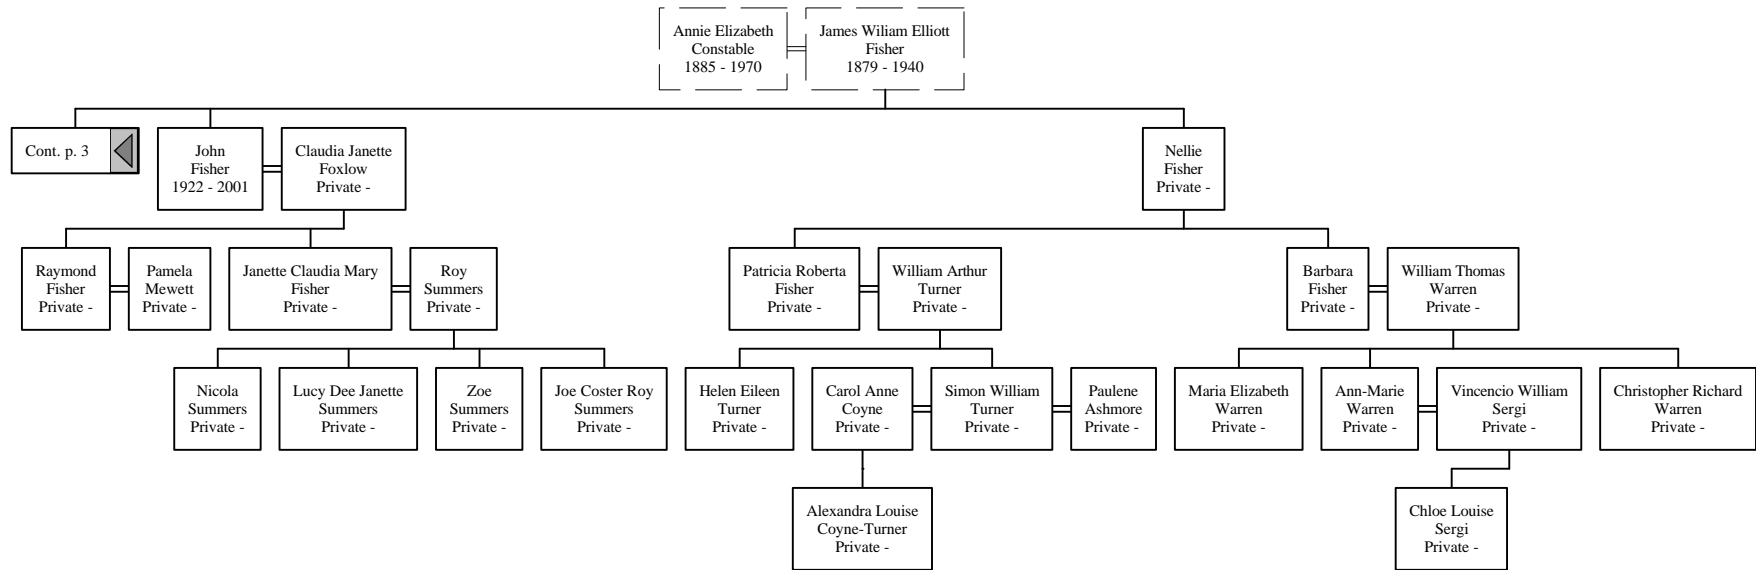 Annie Elizabeth
Constable
1885 - 1970
James Wiliam Elliott
Fisher
1879 - 1940
Cont. p. 3
John
Fisher
1922 - 2001
Claudia Janette
Foxlow
Private -
Nellie
Fisher
Private -
Raymond
Fisher
Private -
Pamela
Mewett
Private -
Janette Claudia Mary
Fisher
Private -
Roy
Summers
Private -
Patricia Roberta
Fisher
Private -
William Arthur
Turner
Private -
Barbara
Fisher
Private -
William Thomas
Warren
Private -
Nicola
Summers
Private -
Lucy Dee Janette
Summers
Private -
Zoe
Summers
Private -
Joe Coster Roy
Summers
Private -
Helen Eileen
Turner
Private -
Carol Anne
Coyne
Private -
Simon William
Turner
Private -
Paulene
Ashmore
Private -
Maria Elizabeth
Warren
Private -
Ann-Marie
Warren
Private -
Vincencio William
Sergi
Private -
Christopher Richard
Warren
Private -
Alexandra Louise
Coyne-Turner
Private -
Chloe Louise
Sergi
Private -